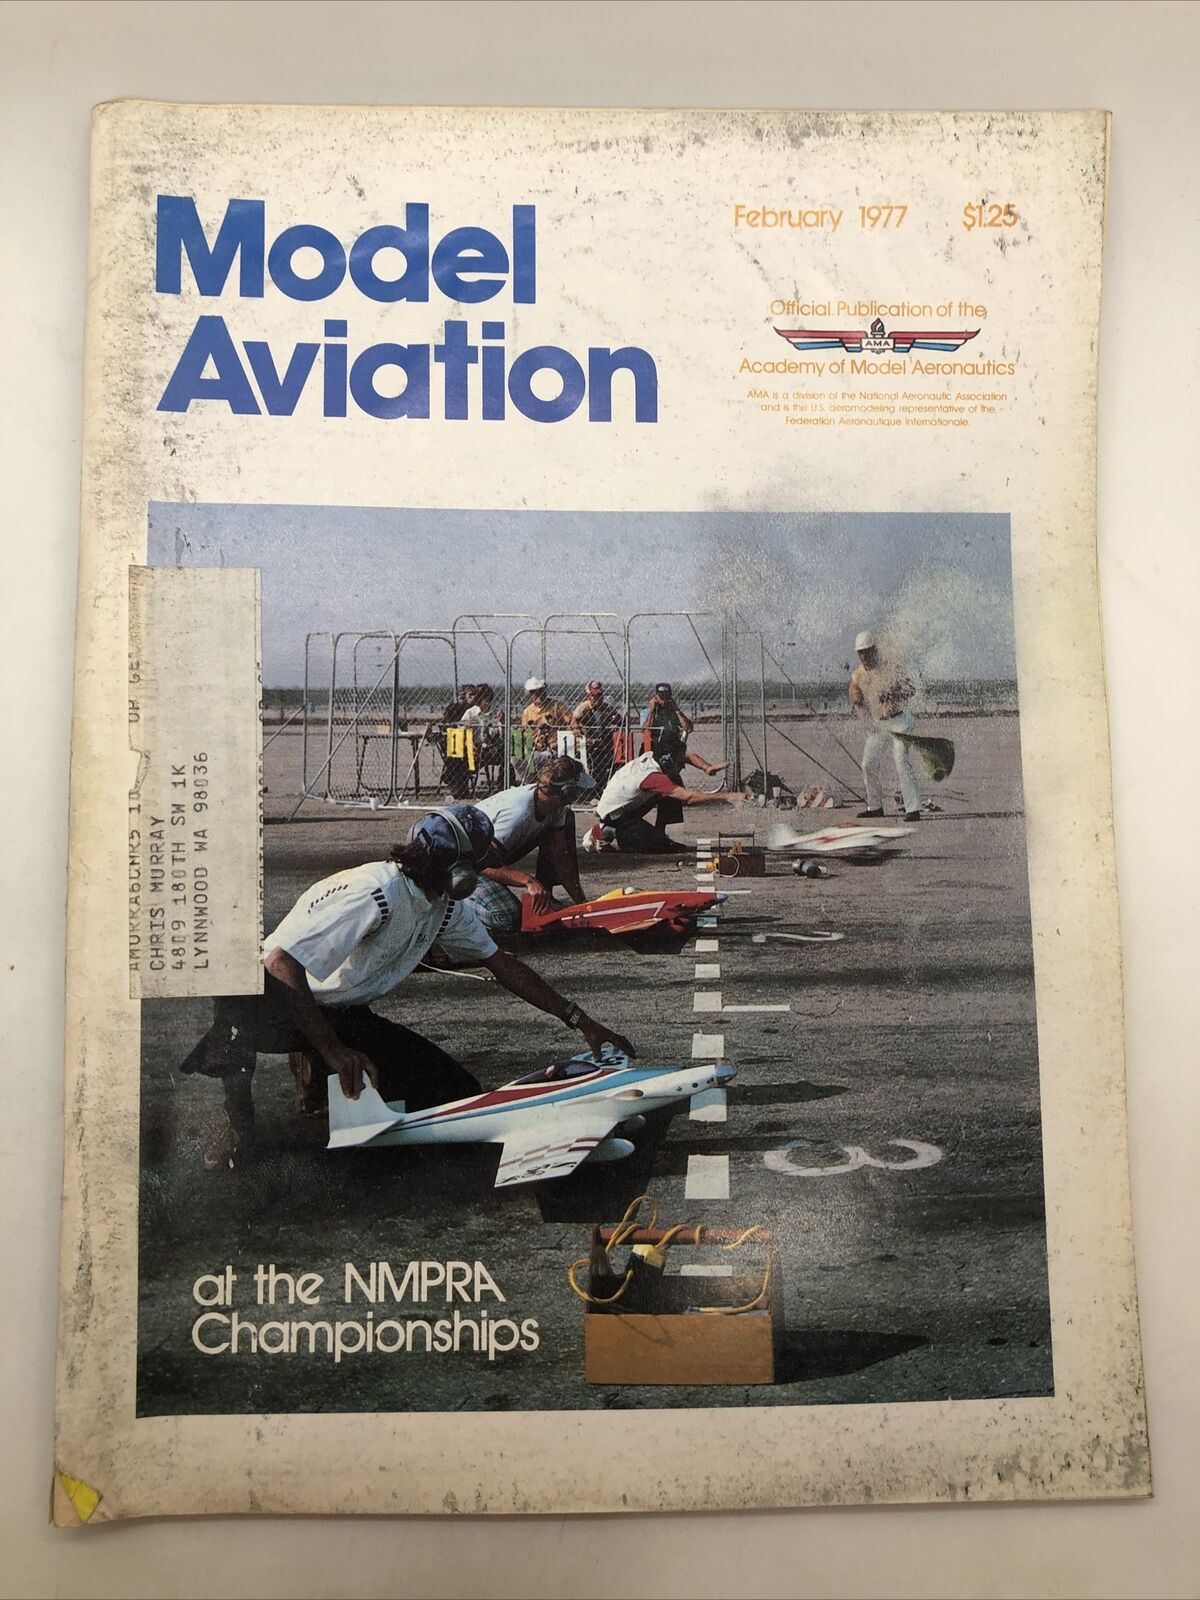 Model
Aviation
February 1977 $1.25
Official Publication of the
AMA
Academy of Model Aeronautics
AMA is a division of the National Aeronautic Association
and is the U.S. aeromodeling representative of the
Federation Aeronautique Internationale.
CHRIS MURRAY
4809 180TH SW 1K
LYNNWOOD WA 98036
2
3
at the NMPRA
Championships